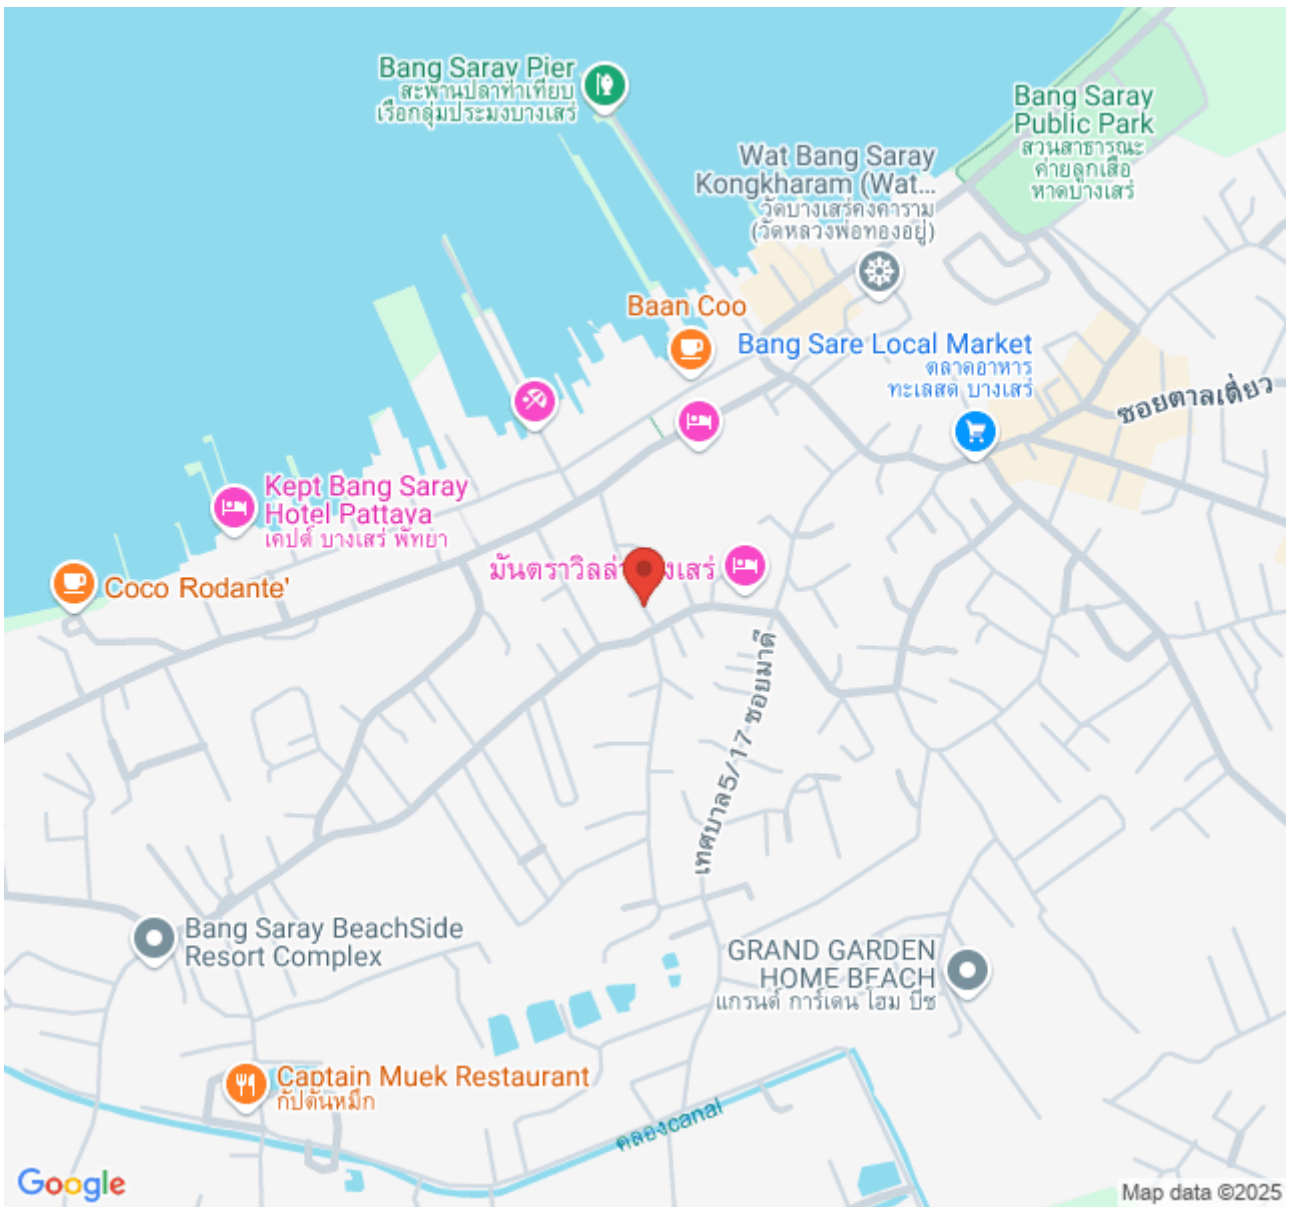 Bang Saray Pier
สะพานปลาท่าเทียบ
เรือกลุ่มประมงบางเสร่
Bang Saray
Public Park
สวนสาธารณะ
ค่ายลูกเสือ
หาดบางเสร่
Wat Bang Saray
Kongkharam (Wat...
วัดบางเสร่คงคาราม
(วัดหลวงพ่อทองอยู่)
Baan Coo
Bang Sare Local Market
ตลาดอาหาร
ทะเลสด บางเสร่
ซอยตาลเดี่ยว
Kept Bang Saray
Hotel Pattaya
เคปต์ บางเสร่ พัทยา
มันตราวิลล่
งเสร่
Coco Rodante'
เทศบาล5/17 ซอยมาดี
Bang Saray BeachSide
Resort Complex
GRAND GARDEN
HOME BEACH
แกรนด์ การ์เดน โฮม บีช
Captain Muek Restaurant
กัปตันหมึก
คลองcanal
Google
Map data ©2025